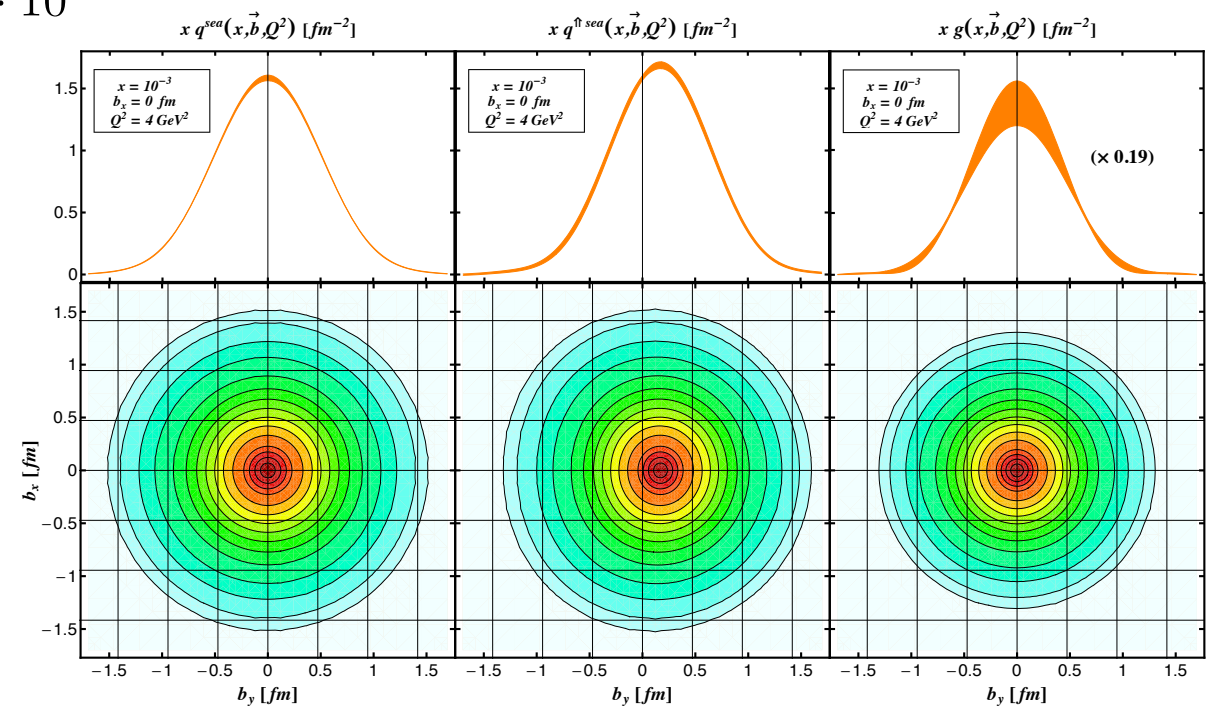 · 10
x q^sea(x,b⃗,Q²) [fm⁻²]
x q^⇑ sea(x,b⃗,Q²) [fm⁻²]
x g(x,b⃗,Q²) [fm⁻²]
x = 10⁻³
b_x = 0 fm
Q² = 4 GeV²
x = 10⁻³
b_x = 0 fm
Q² = 4 GeV²
x = 10⁻³
b_x = 0 fm
Q² = 4 GeV²
(× 0.19)
1.5
1
0.5
0
1.5
1
0.5
0
−0.5
−1
−1.5
b_x [fm]
−1.5 −1 −0.5 0 0.5 1 1.5
−1.5 −1 −0.5 0 0.5 1 1.5
−1.5 −1 −0.5 0 0.5 1 1.5
b_y [fm]
b_y [fm]
b_y [fm]